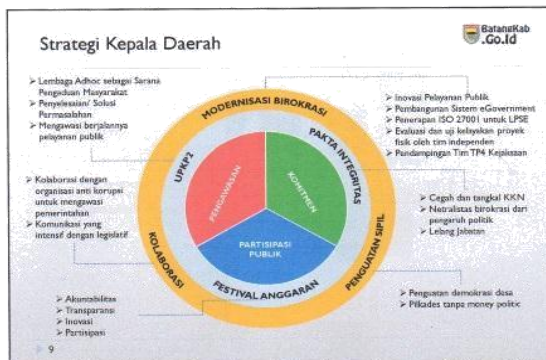 Strategi Kepala Daerah
BatangKab
.Go.Id
➢ Lembaga Adhoc sebagai Sarana
Pengaduan Masyarakat
➢ Penyelesaian/ Solusi
Permasalahan
➢ Mengawasi berjalannya
pelayanan publik
➢ Kolaborasi dengan
organisasi anti korupsi
untuk mengawasi
pemerintahan
➢ Komunikasi yang
intensif dengan legislatif
➢ Akuntabilitas
➢ Transparansi
➢ Inovasi
➢ Partisipasi
MODERNISASI BIROKRASI
UPKP2
PAKTA INTEGRITAS
PENGAWASAN
KOMITMEN
PARTISIPASI
PUBLIK
KOLABORASI
FESTIVAL ANGGARAN
PENGUATAN SIPIL
➢ Inovasi Pelayanan Publik
➢ Pembangunan Sistem eGovernment
➢ Penerapan ISO 27001 untuk LPSE
➢ Evaluasi dan uji kelayakan proyek
fisik oleh tim independen
➢ Pendampingan Tim TP4 Kejaksaan
➢ Cegah dan tangkal KKN
➢ Netralistas birokrasi dari
pengaruh politik
➢ Lelang Jabatan
➢ Penguatan demokrasi desa
➢ Pilkades tanpa money politic
9